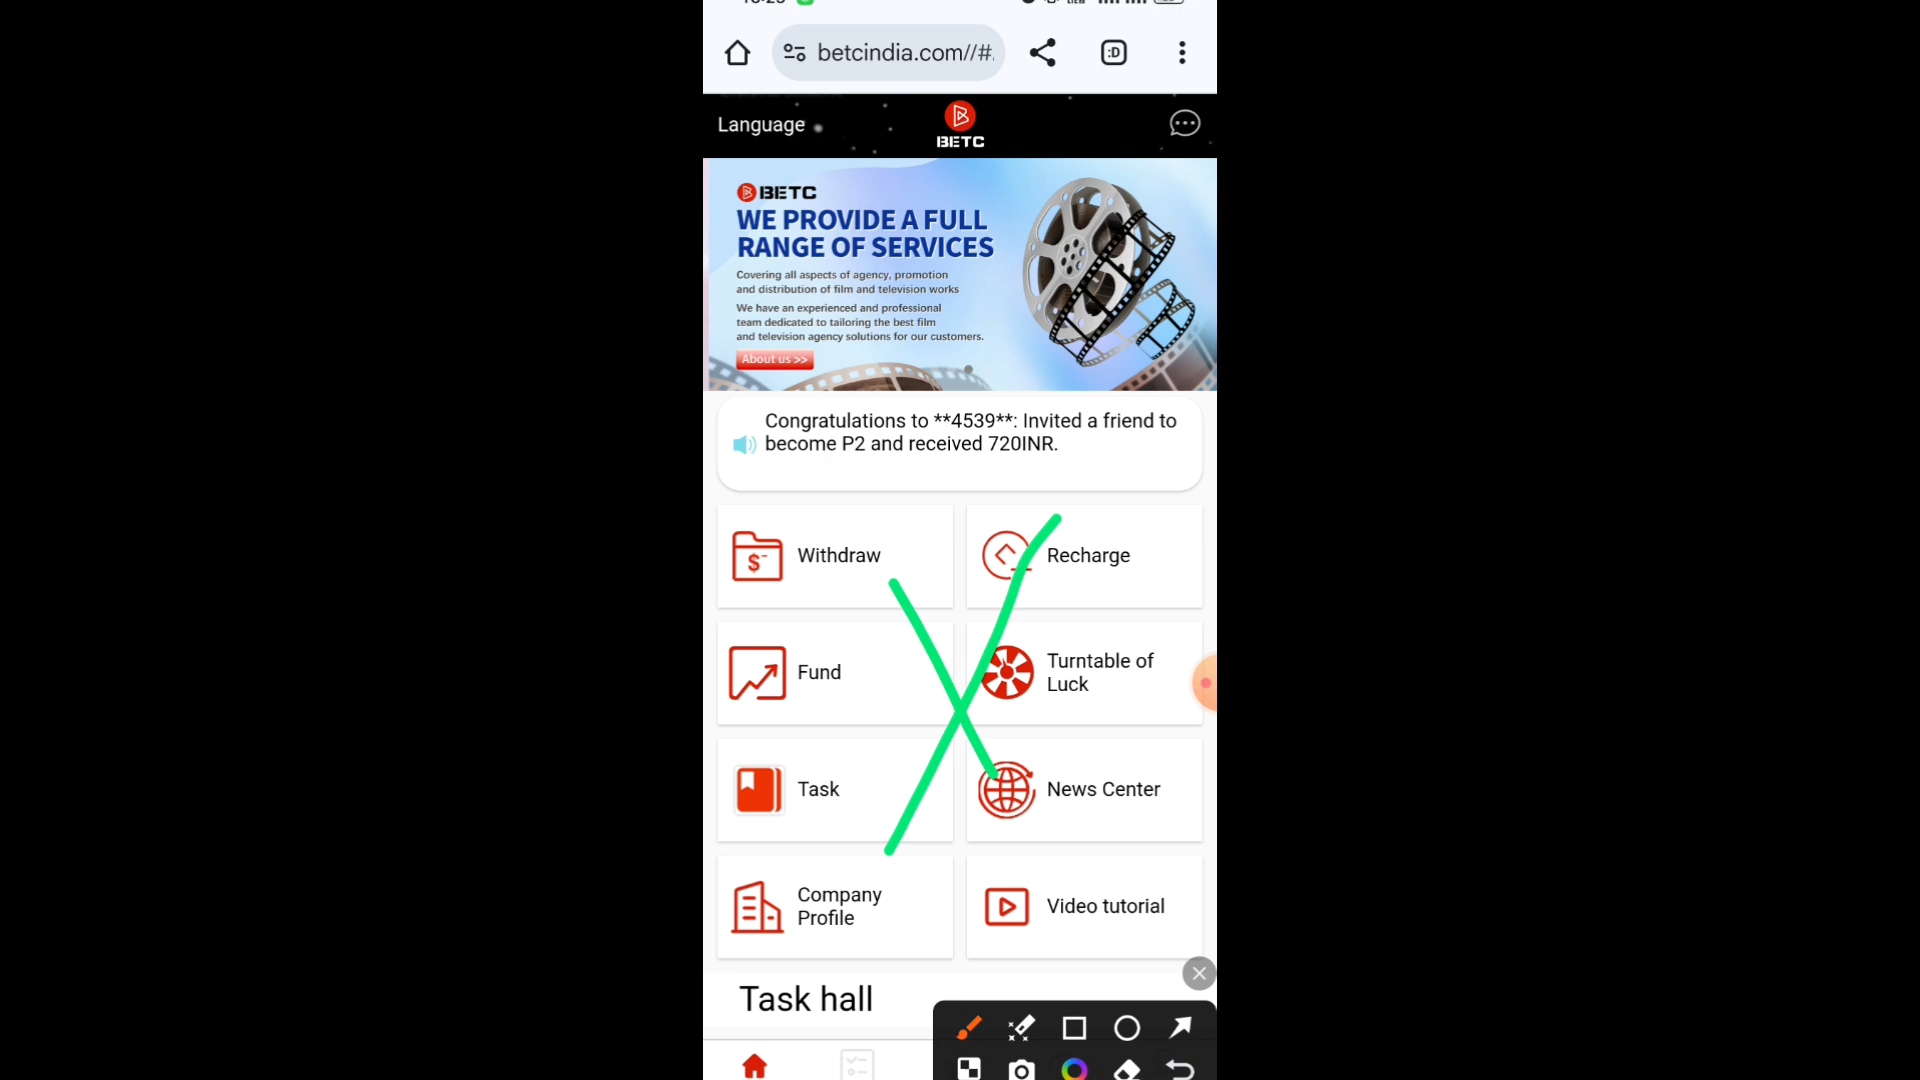 betcindia.com//#.
:D
Language
BETC
BETC
WE PROVIDE A FULL
RANGE OF SERVICES
Covering all aspects of agency, promotion
and distribution of film and television works
We have an experienced and professional
team dedicated to tailoring the best film
and television agency solutions for our customers.
About us >>
Congratulations to **4539**: Invited a friend to
become P2 and received 720INR.
Withdraw
Recharge
Fund
Turntable of
Luck
Task
News Center
Company
Profile
Video tutorial
Task hall